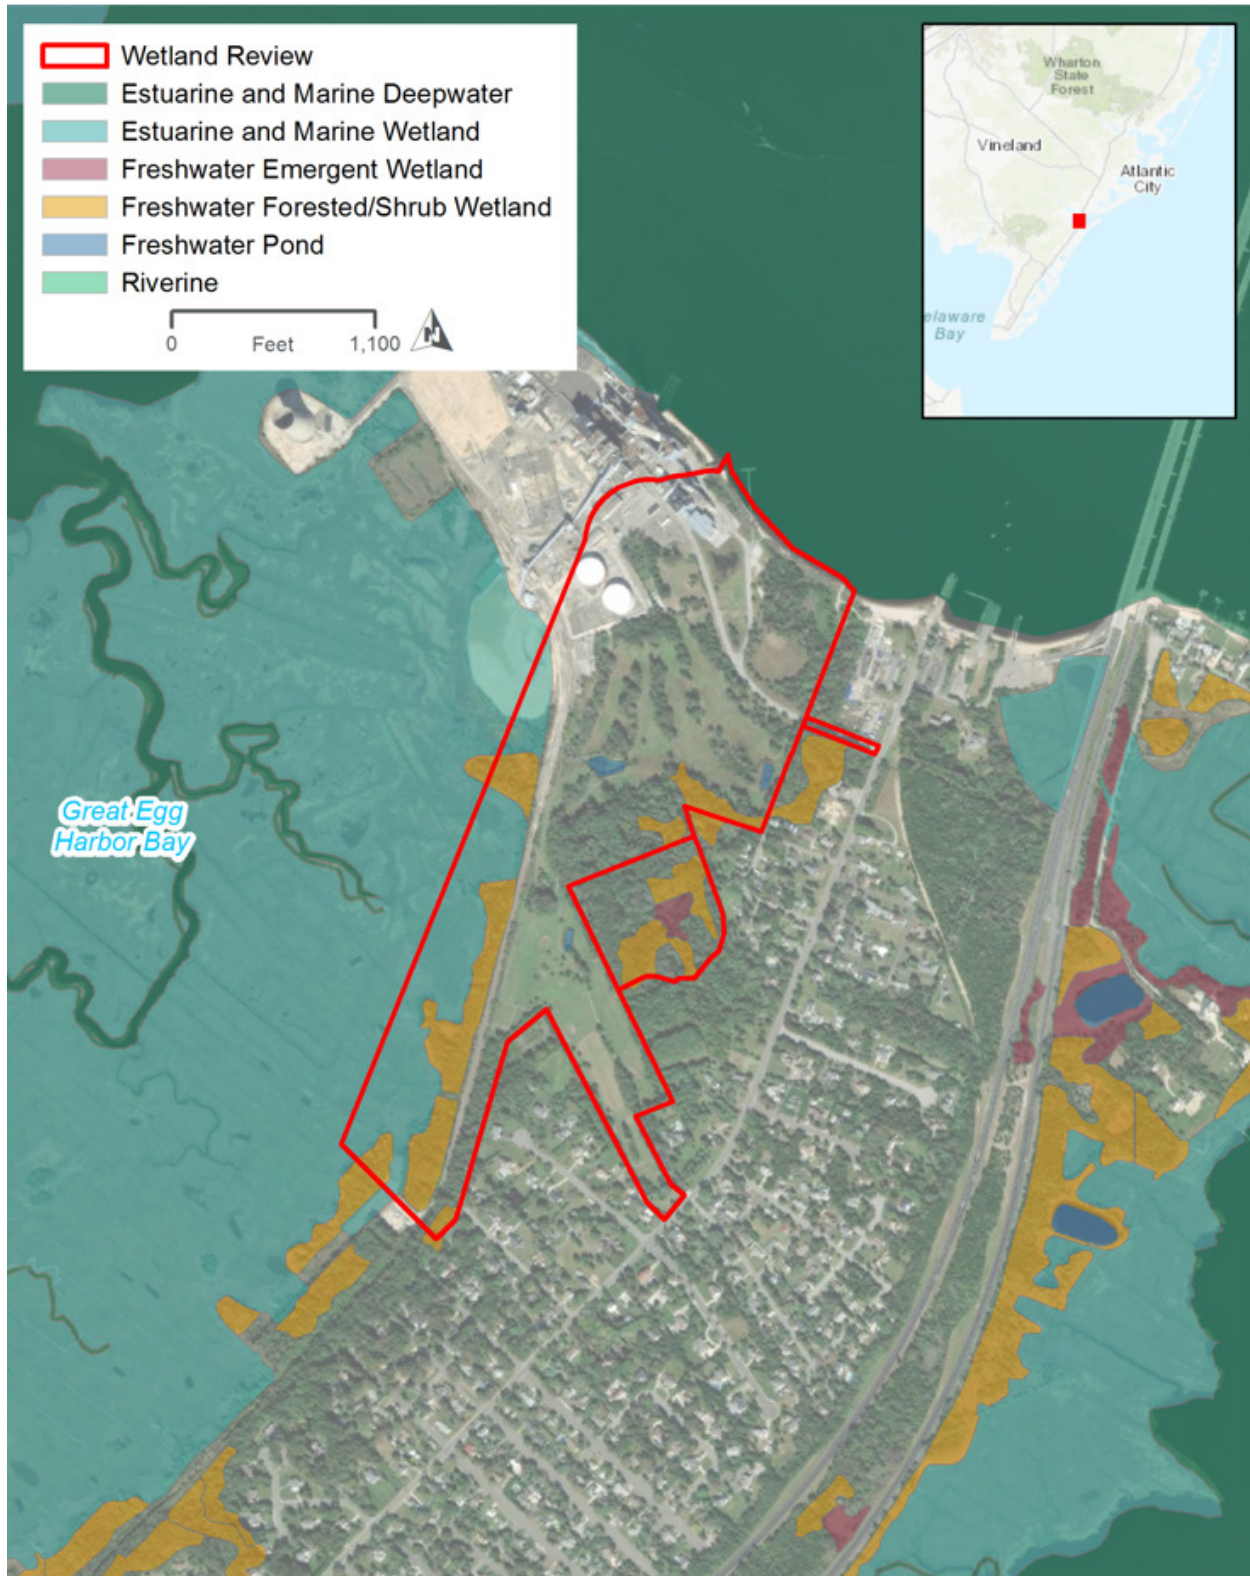 Wetland Review
Estuarine and Marine Deepwater
Estuarine and Marine Wetland
Freshwater Emergent Wetland
Freshwater Forested/Shrub Wetland
Freshwater Pond
Riverine
0 Feet 1,100 N
Wharton
State
Forest
Vineland
Atlantic
City
elaware
Bay
Great Egg
Harbor Bay